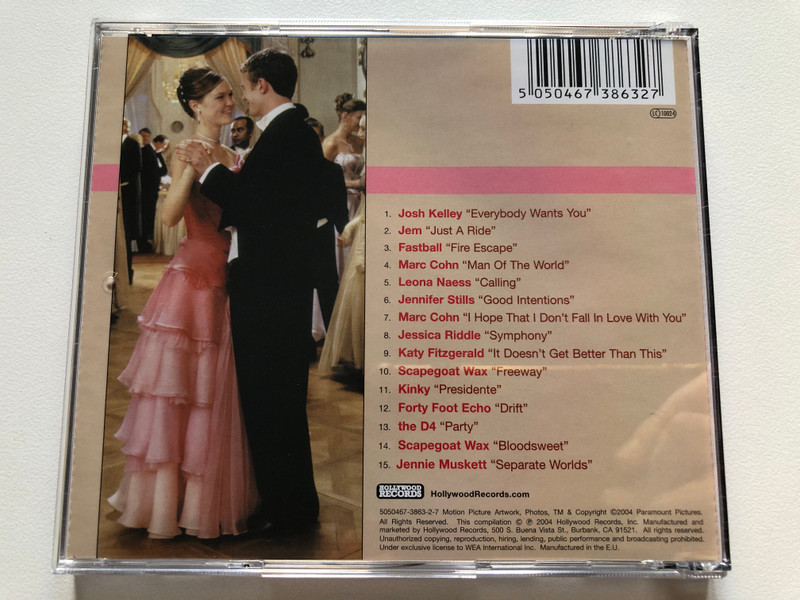 5 050467 386327
LC 10024
1. Josh Kelley “Everybody Wants You”
2. Jem “Just A Ride”
3. Fastball “Fire Escape”
4. Marc Cohn “Man Of The World”
5. Leona Naess “Calling”
6. Jennifer Stills “Good Intentions”
7. Marc Cohn “I Hope That I Don't Fall In Love With You”
8. Jessica Riddle “Symphony”
9. Katy Fitzgerald “It Doesn't Get Better Than This”
10. Scapegoat Wax “Freeway”
11. Kinky “Presidente”
12. Forty Foot Echo “Drift”
13. the D4 “Party”
14. Scapegoat Wax “Bloodsweet”
15. Jennie Muskett “Separate Worlds”
HOLLYWOOD
RECORDS HollywoodRecords.com
5050467-3863-2-7 Motion Picture Artwork, Photos, TM & Copyright ©2004 Paramount Pictures.
All Rights Reserved. This compilation © ℗ 2004 Hollywood Records, Inc. Manufactured and
marketed by Hollywood Records, 500 S. Buena Vista St., Burbank, CA 91521. All rights reserved.
Unauthorized copying, reproduction, hiring, lending, public performance and broadcasting prohibited.
Under exclusive license to WEA International Inc. Manufactured in the E.U.